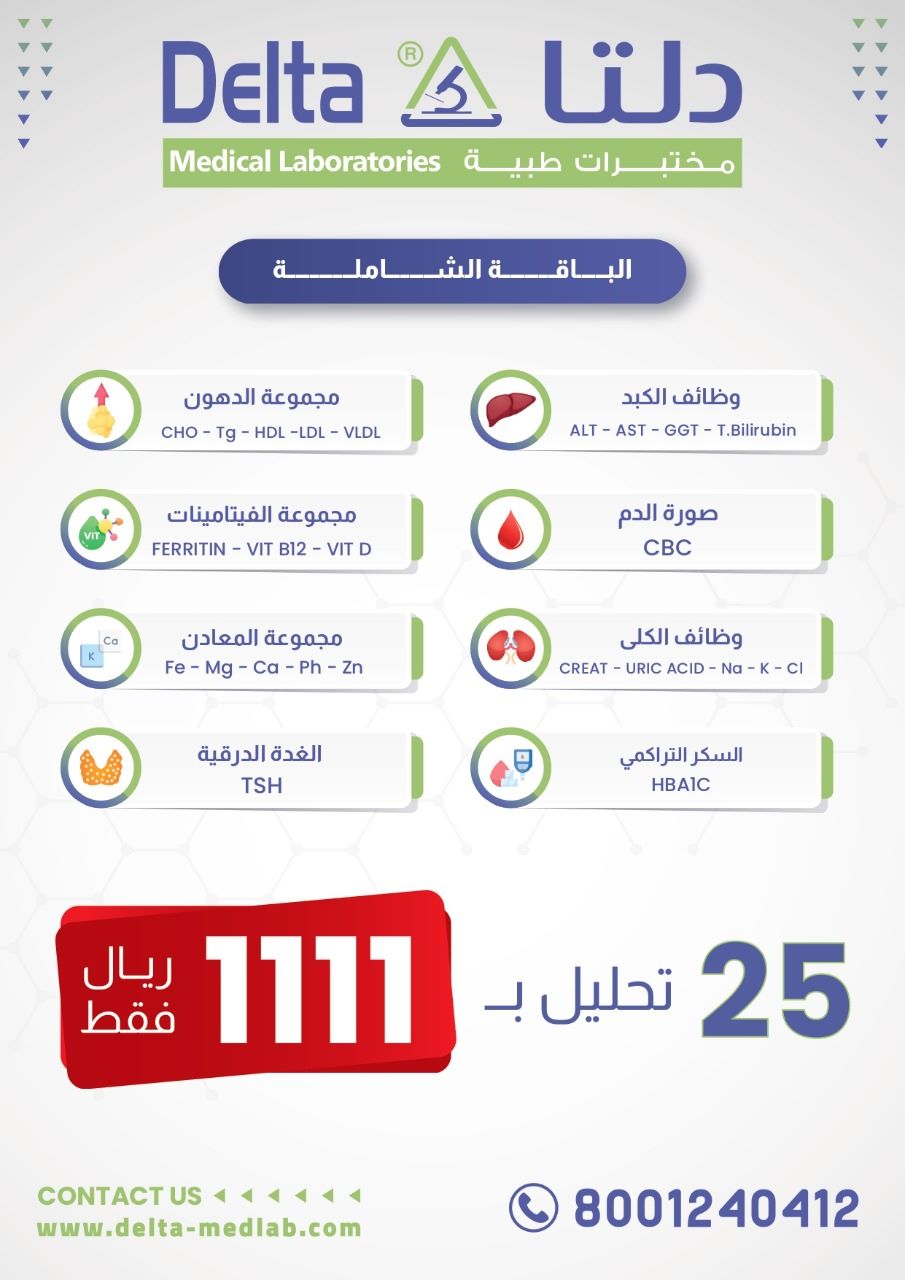 Delta ® دلتا
Medical Laboratories مختبرات طبية
الباقة الشاملة
وظائف الكبد
ALT - AST - GGT - T.Bilirubin
مجموعة الدهون
CHO - Tg - HDL -LDL - VLDL
صورة الدم
CBC
مجموعة الفيتامينات
VIT
FERRITIN - VIT B12 - VIT D
وظائف الكلى
CREAT - URIC ACID - Na - K - Cl
مجموعة المعادن
Ca
K
Fe - Mg - Ca - Ph - Zn
السكر التراكمي
HBA1C
الغدة الدرقية
TSH
25 تحليل بـ
1111 ريال
فقط
CONTACT US
www.delta-medlab.com
8001240412